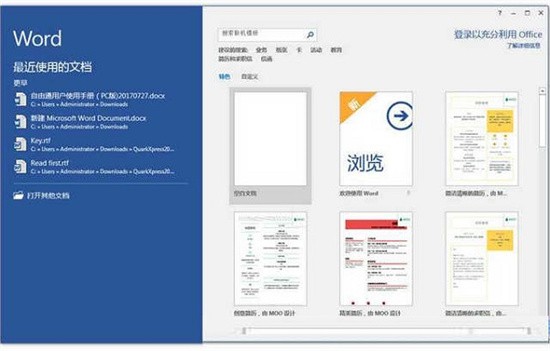 Word
最近使用的文档
更早
自由通用户使用手册（PC版)20170727.docx
C: » Users » Administrator » Downloads
新建 Microsoft Word Document.docx
C: » Users » Administrator » Downloads
Key.rtf
C: » Users » Administrator » Downloads » QuarkXpress20...
Read first.rtf
C: » Users » Administrator » Downloads » QuarkXpress20...
打开其他文档
搜索联机模板
建议的搜索: 业务 纸张 卡 活动 教育
简历和求职信 信函
登录以充分利用 Office
了解详细信息
特色 自定义
空白文档
新
浏览
欢迎使用 Word
简洁清晰的简历，由 M...
创意简历，由 MOO 设计
精美简历，由 MOO 设计
简洁清晰的求职信，由...